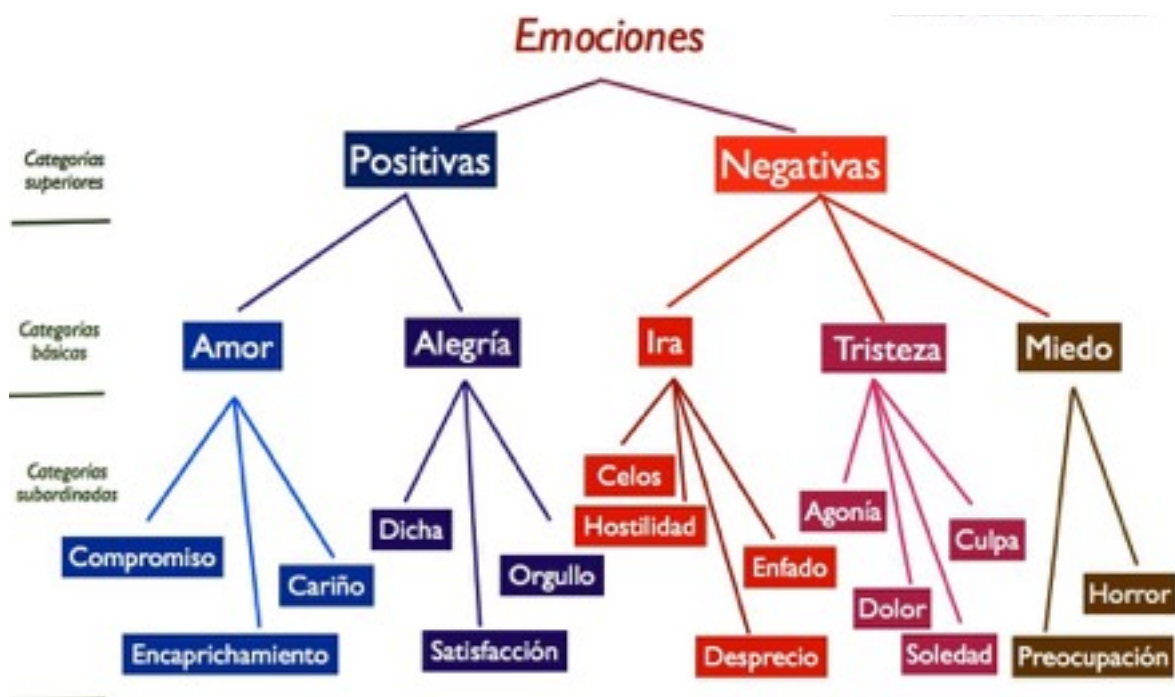 Emociones
Categorías
superiores
Positivas
Negativas
Categorías
básicas
Amor
Alegría
Ira
Tristeza
Miedo
Categorías
subordinadas
Compromiso
Encaprichamiento
Cariño
Dicha
Satisfacción
Orgullo
Celos
Hostilidad
Desprecio
Enfado
Agonía
Dolor
Soledad
Culpa
Preocupación
Horror